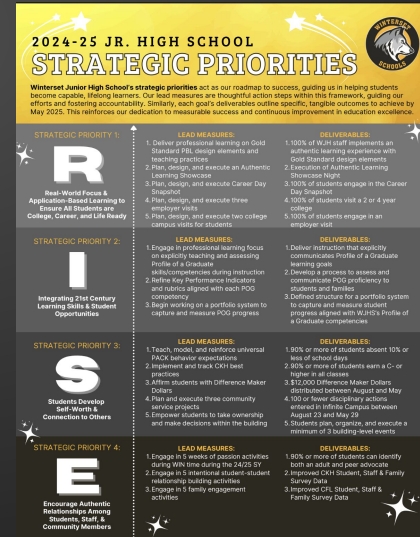 2024-25 JR. HIGH SCHOOL
STRATEGIC PRIORITIES
WINTERSET
SCHOOLS
Winterset Junior High School's strategic priorities act as our roadmap to success, guiding us in helping students
become capable, lifelong learners. Our lead measures are thoughtful action steps within this framework, guiding our
efforts and fostering accountability. Similarly, each goal's deliverables outline specific, tangible outcomes to achieve by
May 2025. This reinforces our dedication to measurable success and continuous improvement in education excellence.
STRATEGIC PRIORITY 1:
R
Real-World Focus &
Application-Based Learning to
Ensure All Students are
College, Career, and Life Ready
LEAD MEASURES:
1. Deliver professional learning on Gold
Standard PBL design elements and
teaching practices
2. Plan, design, and execute an Authentic
Learning Showcase
3. Plan, design, and execute Career Day
Snapshot
4. Plan, design, and execute three
employer visits
5. Plan, design, and execute two college
campus visits for students
DELIVERABLES:
1. 100% of WJH staff implements an
authentic learning experience with
Gold Standard design elements
2. Execution of Authentic Learning
Showcase Night
3. 100% of students engage in the Career
Day Snapshot
4. 100% of students visit a 2 or 4 year
college
5. 100% of students engage in an
employer visit
STRATEGIC PRIORITY 2:
I
Integrating 21st Century
Learning Skills & Student
Opportunities
LEAD MEASURES:
1. Engage in professional learning focus
on explicitly teaching and assessing
Profile of a Graduate
skills/competencies during instruction
2. Refine Key Performance Indicators
and rubrics aligned with each POG
competency
3. Begin working on a portfolio system to
capture and measure POG progress
DELIVERABLES:
1. Deliver instruction that explicitly
communicates Profile of a Graduate
learning goals
2. Develop a process to assess and
communicate POG proficiency to
students and families
3. Defined structure for a portfolio system
to capture and measure student
progress aligned with WJHS's Profile of
a Graduate competencies
STRATEGIC PRIORITY 3:
S
Students Develop
Self-Worth &
Connection to Others
LEAD MEASURES:
1. Teach, model, and reinforce universal
PACK behavior expectations
2. Implement and track CKH best
practices
3. Affirm students with Difference Maker
Dollars
4. Plan and execute three community
service projects
5. Empower students to take ownership
and make decisions within the building
DELIVERABLES:
1. 90% or more of students absent 10% or
less of school days
2. 90% or more of students earn a C- or
higher in all classes
3. $12,000 Difference Maker Dollars
distributed between August and May
4. 100 or fewer disciplinary actions
entered in Infinite Campus between
August 23 and May 29
5. Students plan, organize, and execute a
minimum of 3 building-level events
STRATEGIC PRIORITY 4:
E
Encourage Authentic
Relationships Among
Students, Staff, &
Community Members
LEAD MEASURES:
1. Engage in 5 weeks of passion activities
during WIN time during the 24/25 SY
2. Engage in 5 intentional student-student
relationship building activities
3. Engage in 5 family engagement
activities
DELIVERABLES:
1. 90% or more of students can identify
both an adult and peer advocate
2. Improved CKH Student, Staff & Family
Survey Data
3. Improved CFL Student, Staff &
Family Survey Data